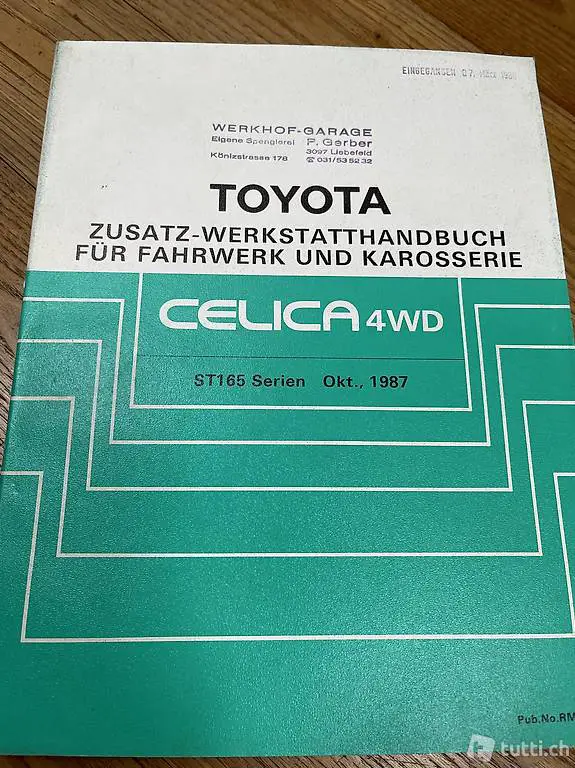 EINGEGANGEN 07. März 198
WERKHOF-GARAGE
Eigene Spenglerei P. Gerber
3097 Liebefeld
Könizstrasse 178 ☎ 031/53 52 32
TOYOTA
ZUSATZ-WERKSTATTHANDBUCH
FÜR FAHRWERK UND KAROSSERIE
CELICA 4WD
ST165 Serien Okt., 1987
Pub.No.RM
tutti.ch